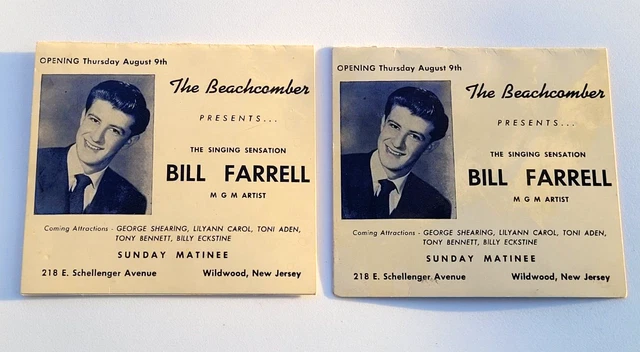 OPENING Thursday August 9th
The Beachcomber
PRESENTS...
THE SINGING SENSATION
BILL FARRELL
MGM ARTIST
Coming Attractions - GEORGE SHEARING, LILYANN CAROL, TONI ADEN,
TONY BENNETT, BILLY ECKSTINE
SUNDAY MATINEE
218 E. Schellenger Avenue Wildwood, New Jersey
OPENING Thursday August 9th
The Beachcomber
PRESENTS...
THE SINGING SENSATION
BILL FARRELL
MGM ARTIST
Coming Attractions - GEORGE SHEARING, LILYANN CAROL, TONI ADEN,
TONY BENNETT, BILLY ECKSTINE
SUNDAY MATINEE
218 E. Schellenger Avenue Wildwood, New Jersey